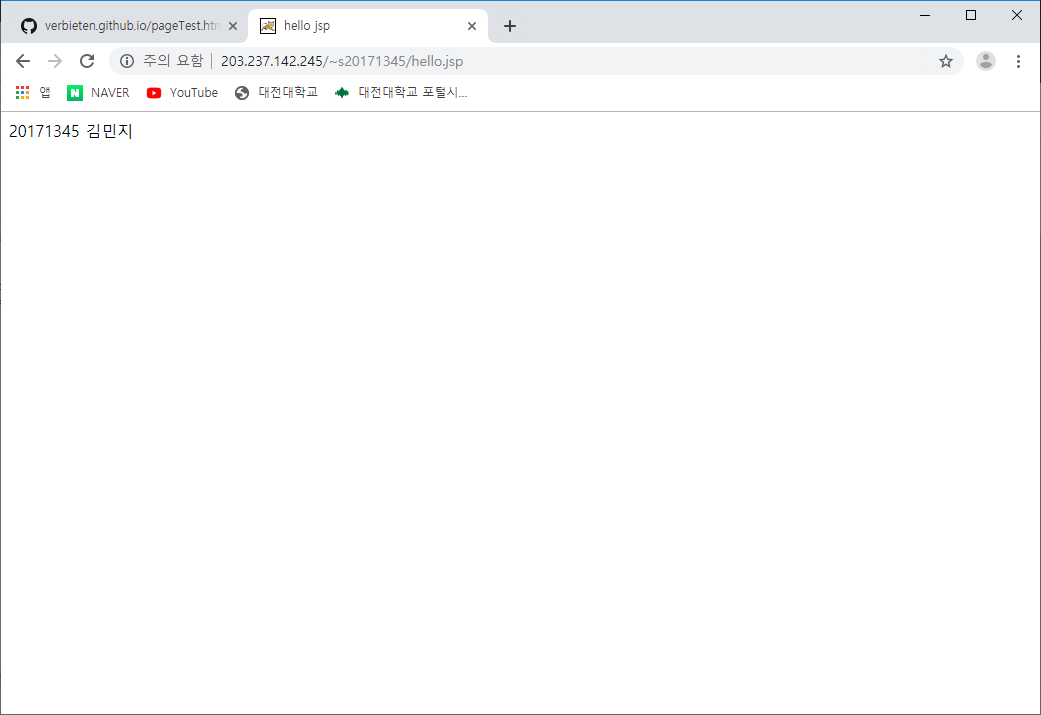 verbieten.github.io/pageTest.htm
hello jsp
주의 요함 | 203.237.142.245/~s20171345/hello.jsp
앱 NAVER YouTube 대전대학교 대전대학교 포털시...
20171345 김민지